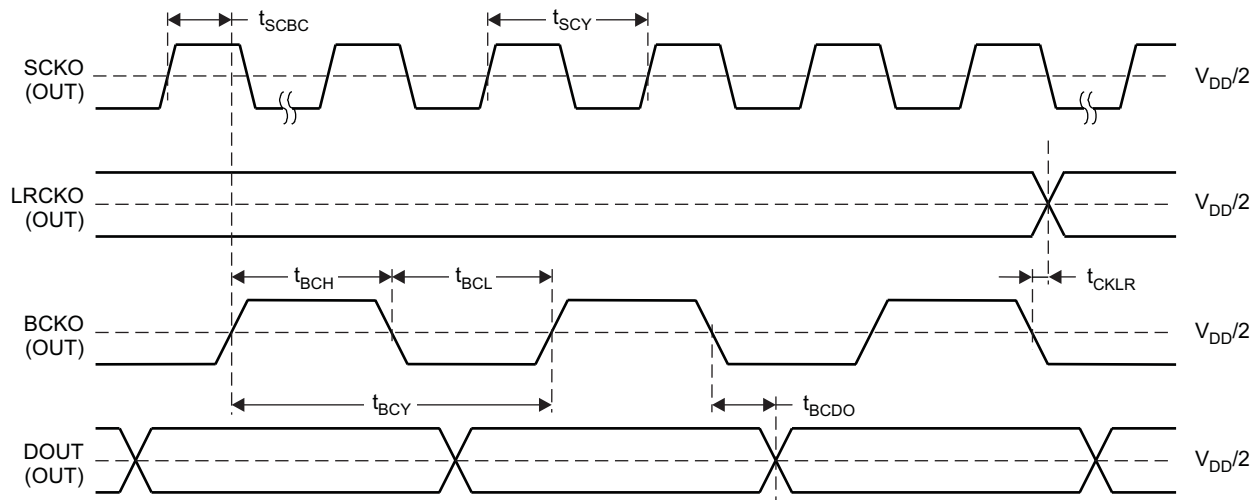 tSCBC
tSCY
SCKO
(OUT)
VDD/2
LRCKO
(OUT)
VDD/2
tBCH
tBCL
tCKLR
BCKO
(OUT)
VDD/2
tBCY
tBCDO
DOUT
(OUT)
VDD/2